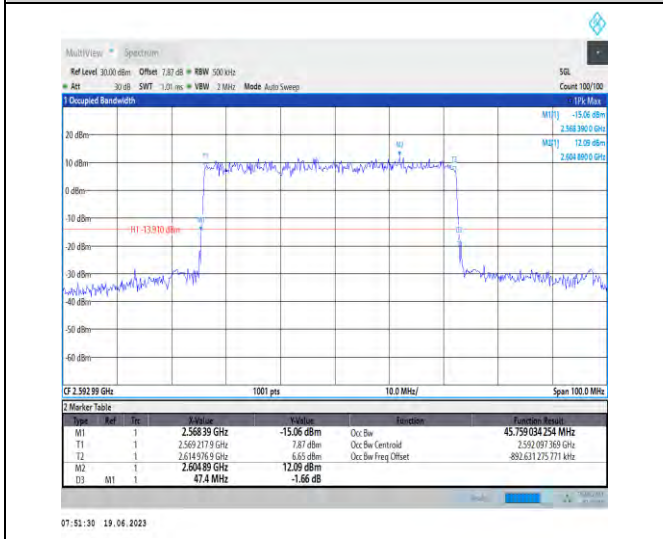 MultiView Spectrum
Ref Level 30.00 dBm Offset 7.87 dB RBW 500 kHz SGL
Att 30 dB SWT 1.01 ms VBW 2 MHz Mode Auto Sweep Count 100/100
1 Occupied Bandwidth 1Pk Max
M1[1] -15.06 dBm
2.568 390 0 GHz
M2[1] 12.09 dBm
2.604 890 0 GHz
20 dBm
10 dBm
0 dBm
-10 dBm
H1 -13.910 dBm
-20 dBm
-30 dBm
-40 dBm
-50 dBm
-60 dBm
T1
M2
T2
M1
D3
CF 2.592 99 GHz 1001 pts 10.0 MHz/ Span 100.0 MHz
2 Marker Table
Type Ref Trc X-Value Y-Value Function Function Result
M1 1 2.568 39 GHz -15.06 dBm Occ Bw 45.759 034 254 MHz
T1 1 2.569 217 9 GHz 7.87 dBm Occ Bw Centroid 2.592 097 369 GHz
T2 1 2.614 976 9 GHz 6.65 dBm Occ Bw Freq Offset -892.631 275 771 kHz
M2 1 2.604 89 GHz 12.09 dBm
D3 M1 1 47.4 MHz -1.66 dB
07:51:30 19.06.2023